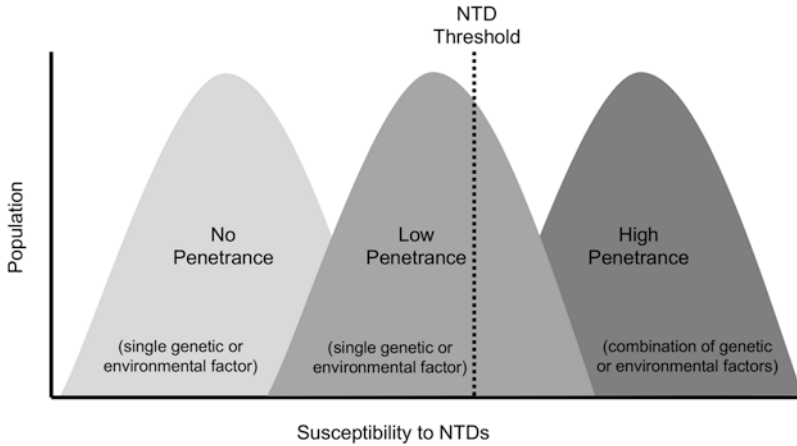 NTD
Threshold
Population
No
Penetrance
Low
Penetrance
High
Penetrance
(single genetic or
environmental factor)
(single genetic or
environmental factor)
(combination of genetic
or environmental factors)
Susceptibility to NTDs